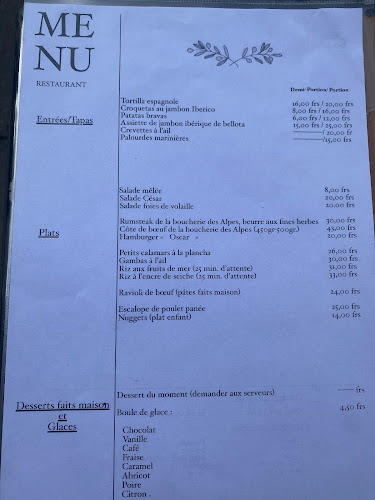 ME
NU
RESTAURANT
Demi-Portion/ Portion
Entrées/Tapas
Tortilla espagnole 16,00 frs / 20,00 frs
Croquetas au jambon Iberico 8,00 frs / 16,00 frs
Patatas bravas 6,00 frs / 12,00 frs
Assiette de jambon ibérique de bellota 15,00 frs / 25,00 frs
Crevettes à l'ail ———/ 20,00 fr
Palourdes marinières ———/15,00 frs
Salade mêlée 8,00 frs
Salade César 20,00 frs
Salade foies de volaille 20,00 frs
Plats
Rumsteak de la boucherie des Alpes, beurre aux fines herbes 30,00 frs
Côte de bœuf de la boucherie des Alpes (450gr-500gr) 43,00 frs
Hamburger « Oscar » 20,00 frs
Petits calamars à la plancha 26,00 frs
Gambas à l'ail 30,00 frs
Riz aux fruits de mer (25 min. d'attente) 32,00 frs
Riz à l'encre de seiche (25 min. d'attente) 33,00 frs
Ravioli de bœuf (pâtes faits maison) 24,00 frs
Escalope de poulet panée 25,00 frs
Nuggets (plat enfant) 14,00 frs
Desserts faits maison
et
Glaces
Dessert du moment (demander aux serveurs) —— frs
Boule de glace : 4,50 frs
Chocolat
Vanille
Café
Fraise
Caramel
Abricot
Poire
Citron .